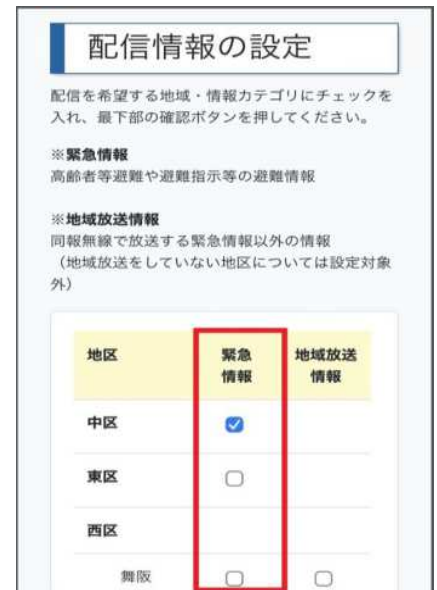 配信情報の設定
配信を希望する地域・情報カテゴリにチェックを
入れ、最下部の確認ボタンを押してください。
※緊急情報
高齢者等避難や避難指示等の避難情報
※地域放送情報
同報無線で放送する緊急情報以外の情報
（地域放送をしていない地区については設定対象
外）
地区 緊急情報 地域放送情報
中区
東区
西区
舞阪